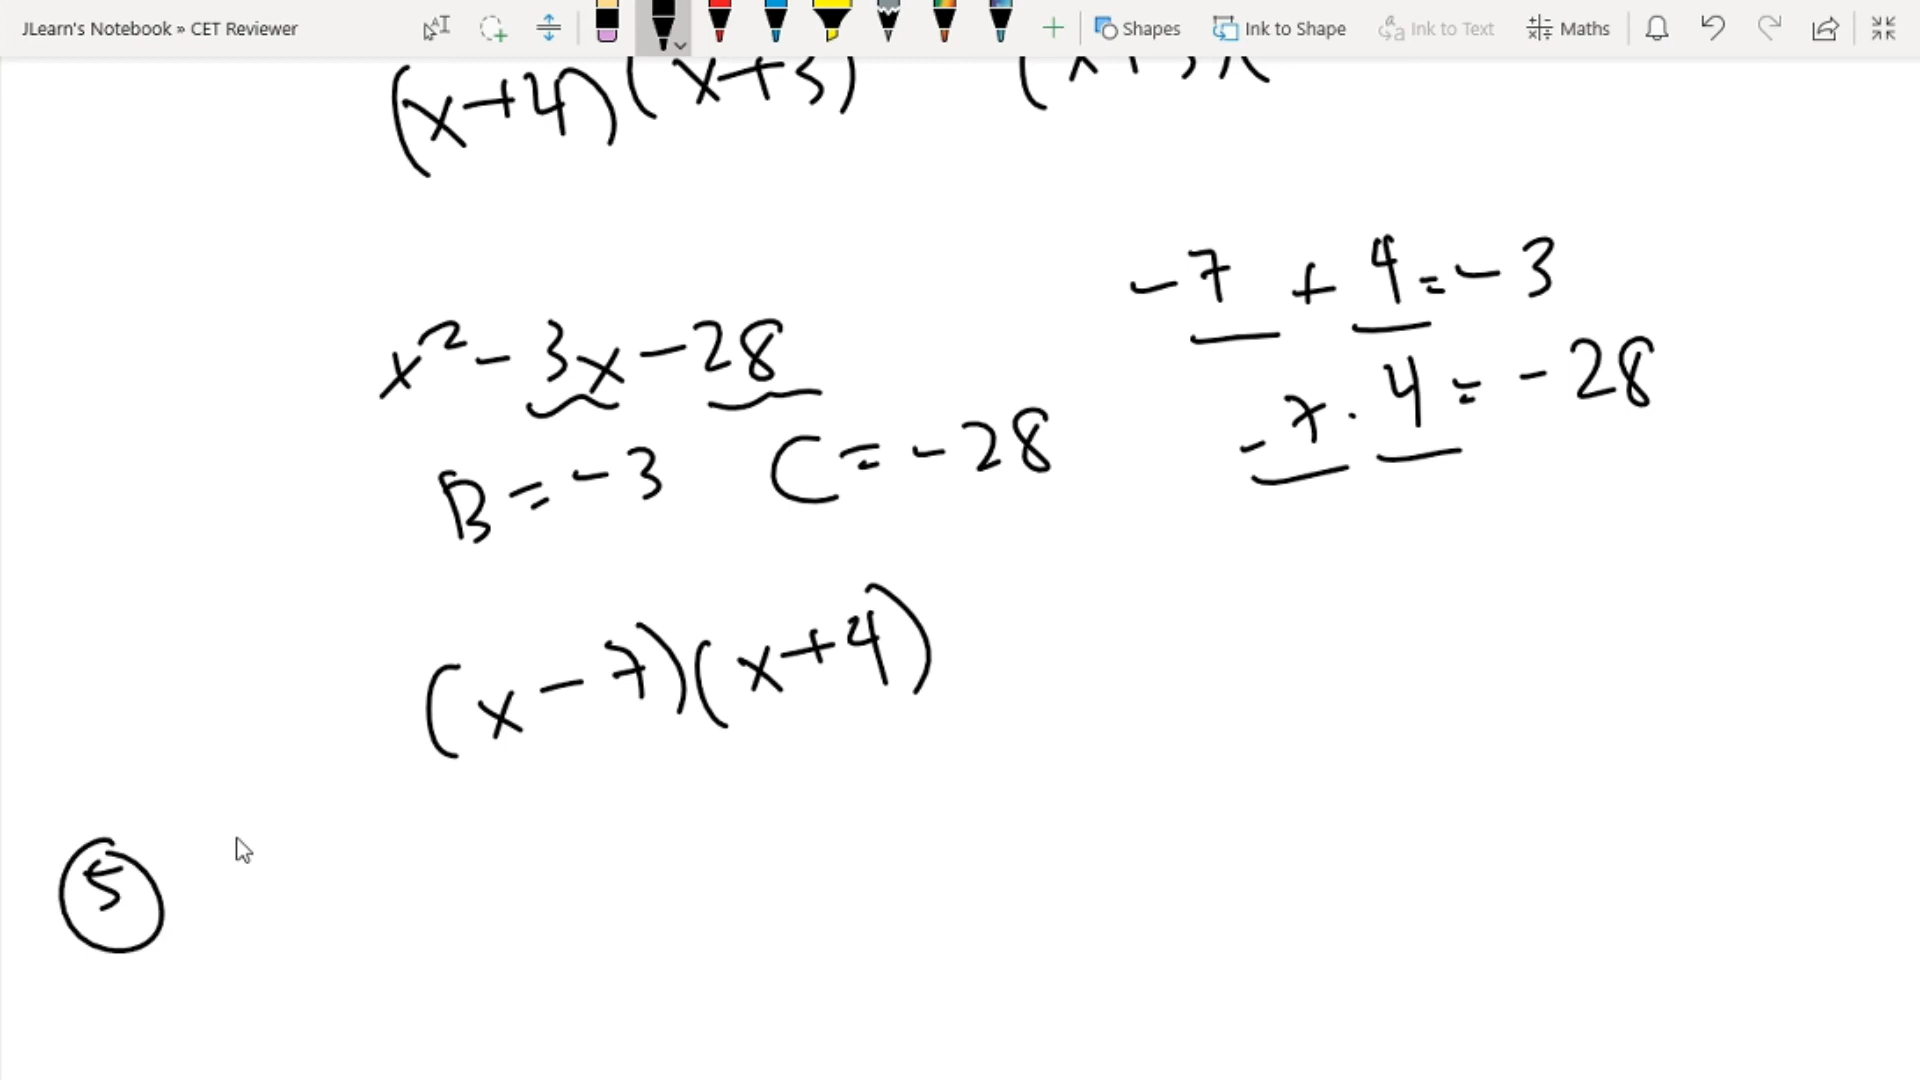 JLearn's Notebook » CET Reviewer
Shapes Ink to Shape Ink to Text Maths
(x+4)(x+3)
-7 + 4 = -3
x² - 3x - 28
-7 · 4 = -28
B = -3 C = -28
(x - 7)(x + 4)
5